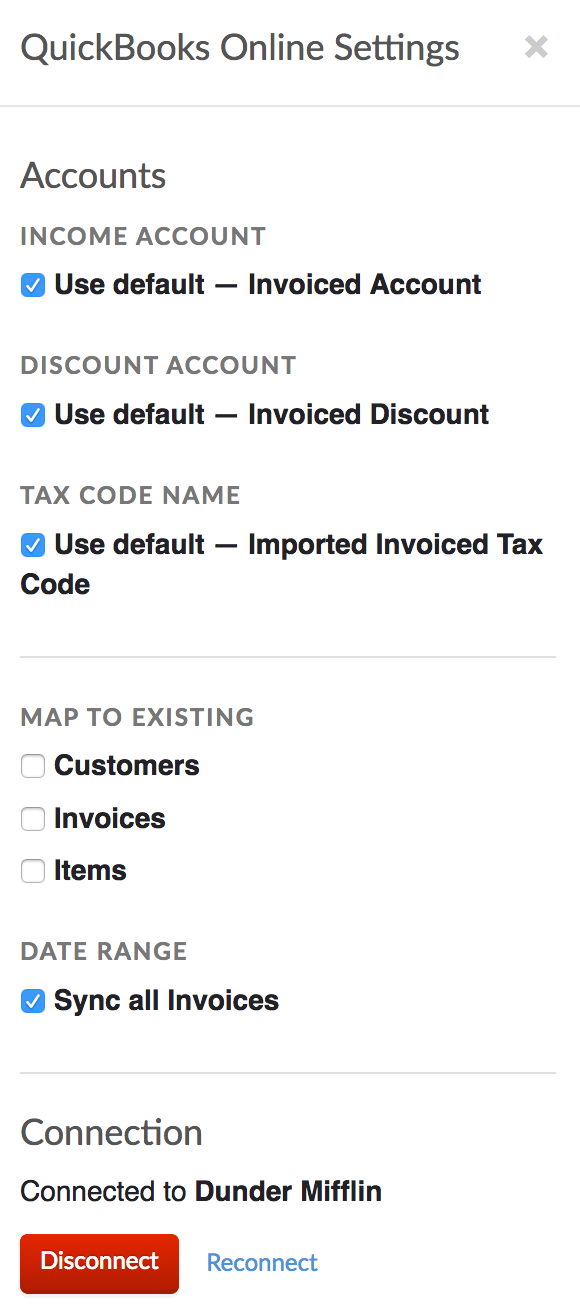 QuickBooks Online Settings
Accounts
INCOME ACCOUNT
Use default — Invoiced Account
DISCOUNT ACCOUNT
Use default — Invoiced Discount
TAX CODE NAME
Use default — Imported Invoiced Tax
Code
MAP TO EXISTING
Customers
Invoices
Items
DATE RANGE
Sync all Invoices
Connection
Connected to Dunder Mifflin
Disconnect Reconnect